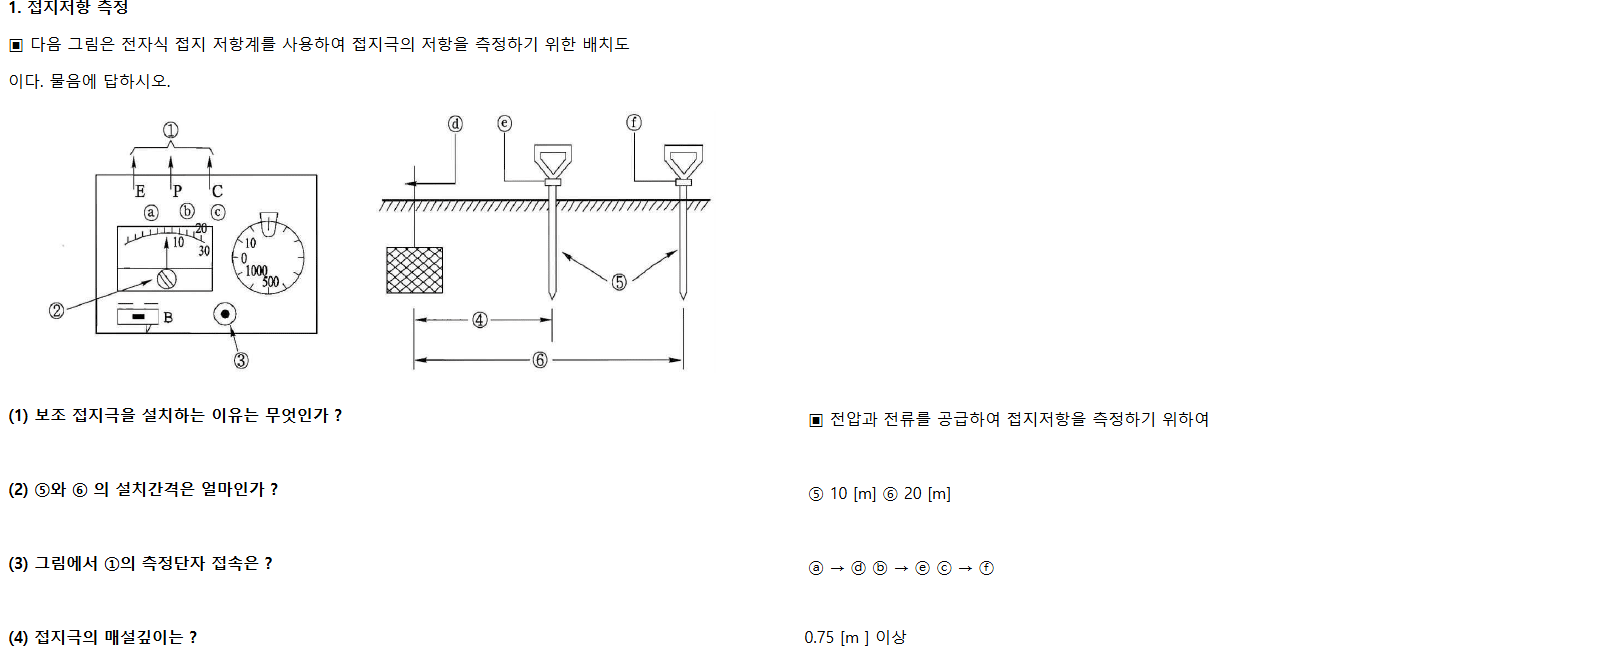 1. 접지저항 측정
▣ 다음 그림은 전자식 접지 저항계를 사용하여 접지극의 저항을 측정하기 위한 배치도
이다. 물음에 답하시오.
①
ⓓ ⓔ ⓕ
E P C
ⓐ ⓑ ⓒ
20
10
30
10
0
1000
500
②
B
③
⑤
④
⑥
(1) 보조 접지극을 설치하는 이유는 무엇인가 ?
▣ 전압과 전류를 공급하여 접지저항을 측정하기 위하여
(2) ⑤와 ⑥ 의 설치간격은 얼마인가 ?
⑤ 10 [m] ⑥ 20 [m]
(3) 그림에서 ①의 측정단자 접속은 ?
ⓐ → ⓓ ⓑ → ⓔ ⓒ → ⓕ
(4) 접지극의 매설깊이는 ?
0.75 [m ] 이상